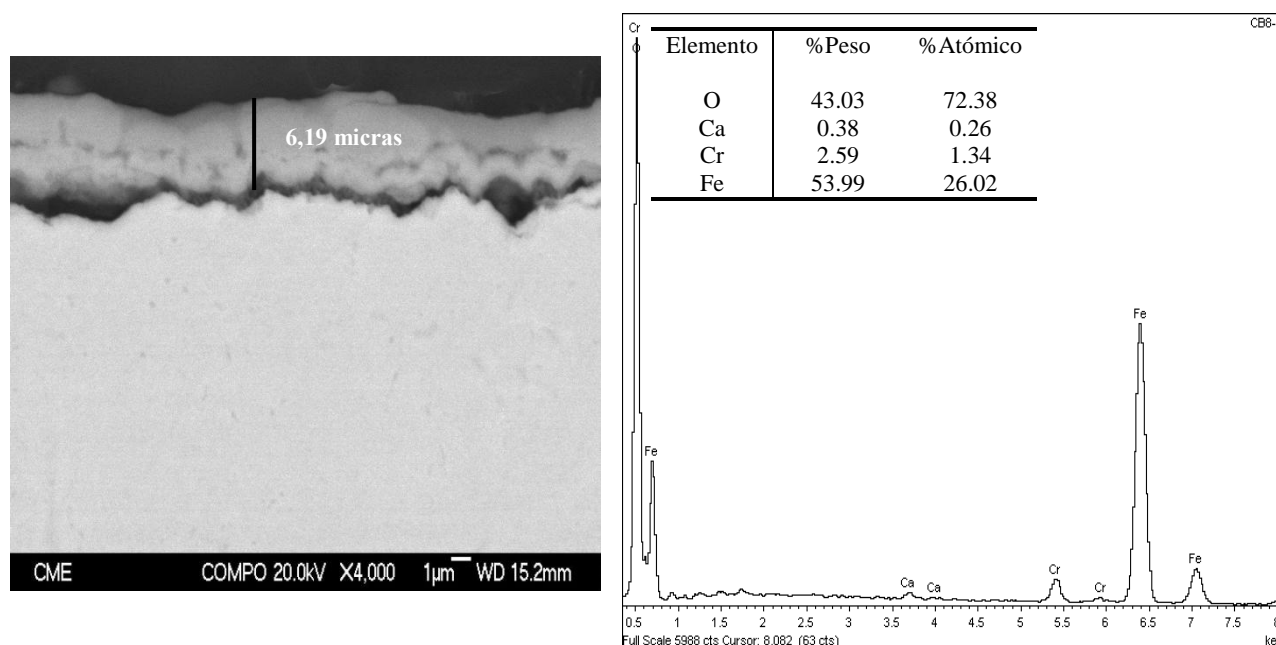 6,19 micras
CME COMPO 20.0kV X4,000 1µm WD 15.2mm
CB8-
Cr
O
Elemento %Peso %Atómico
O 43.03 72.38
Ca 0.38 0.26
Cr 2.59 1.34
Fe 53.99 26.02
Fe
Fe
Cr
Cr
Ca
Ca
Fe
0.5 1 1.5 2 2.5 3 3.5 4 4.5 5 5.5 6 6.5 7 7.5 8
Full Scale 5988 cts Cursor: 8.082 (63 cts) ke